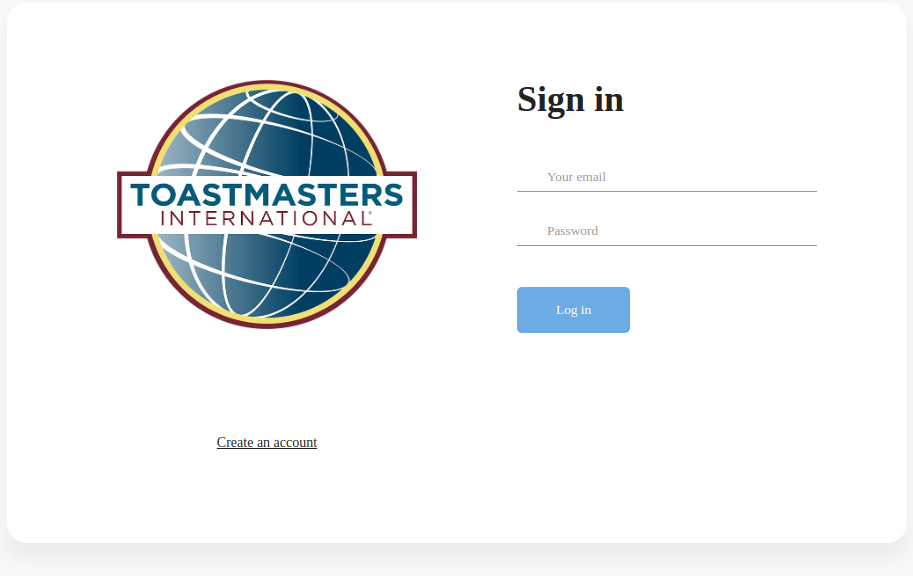 TOASTMASTERS
INTERNATIONAL®
Create an account
Sign in
Your email
Password
Log in